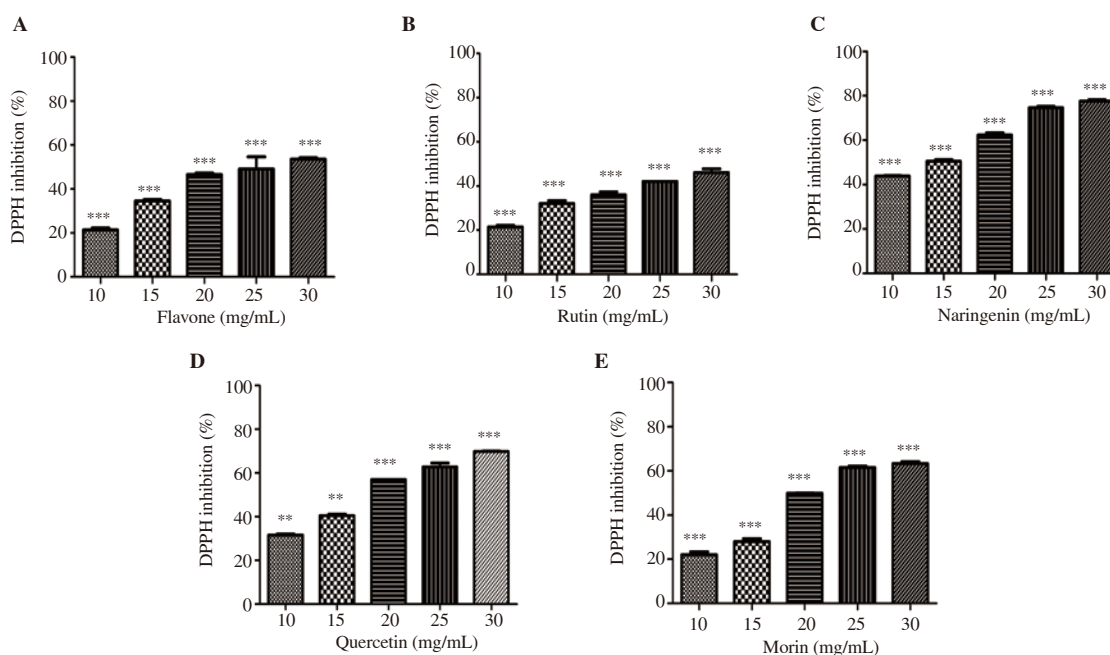 A
DPPH inhibition (%)
100
80
60
40
20
0
***
***
***
***
***
10 15 20 25 30
Flavone (mg/mL)
B
DPPH inhibition (%)
100
80
60
40
20
0
***
***
***
***
***
10 15 20 25 30
Rutin (mg/mL)
C
DPPH inhibition (%)
100
80
60
40
20
0
***
***
***
***
***
10 15 20 25 30
Naringenin (mg/mL)
D
DPPH inhibition (%)
100
80
60
40
20
0
**
**
***
***
***
10 15 20 25 30
Quercetin (mg/mL)
E
DPPH inhibition (%)
100
80
60
40
20
0
***
***
***
***
***
10 15 20 25 30
Morin (mg/mL)